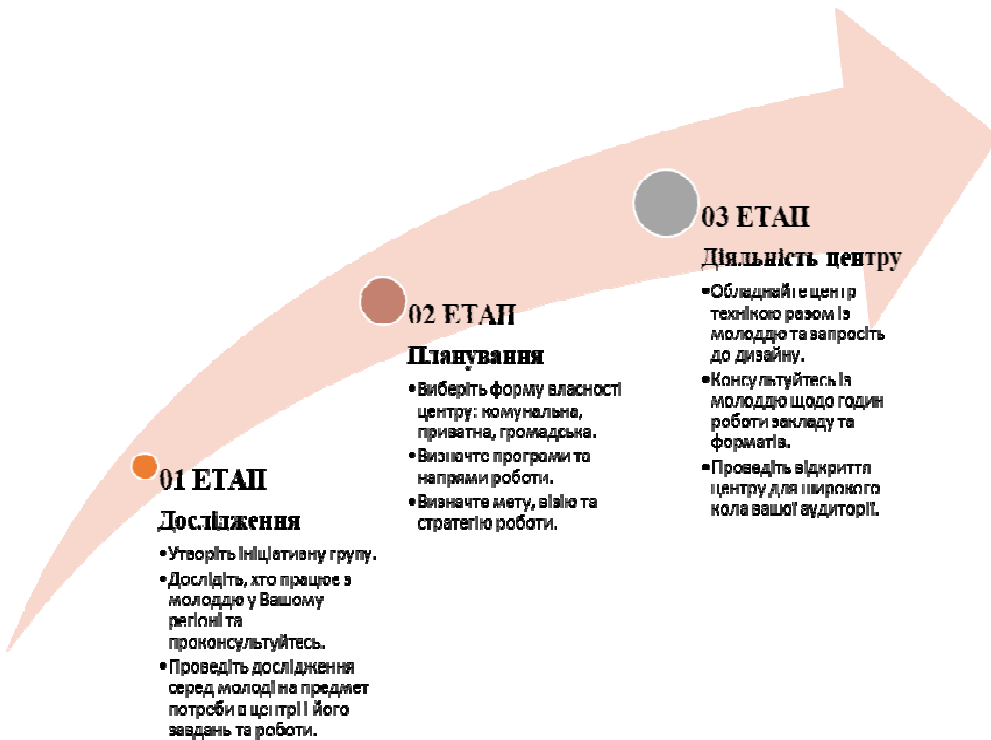 01 ЕТАП
Дослідження
•Утворіть ініціативну групу.
•Дослідіть, хто працює з
молоддю у Вашому
регіоні та
проконсультуйтесь.
•Проведіть дослідження
серед молоді на предмет
потреби в центрі і його
завдань та роботи.
02 ЕТАП
Планування
•Виберіть форму власності
центру: комунальна,
приватна, громадська.
•Визначте програми та
напрями роботи.
•Визначте мету, візію та
стратегію роботи.
03 ЕТАП
Діяльність центру
•Обладнайте центр
технікою разом із
молоддю та запросіть
до дизайну.
•Консультуйтесь із
молоддю щодо годин
роботи закладу та
форматів.
•Проведіть відкриття
центру для широкого
кола вашої аудиторії.